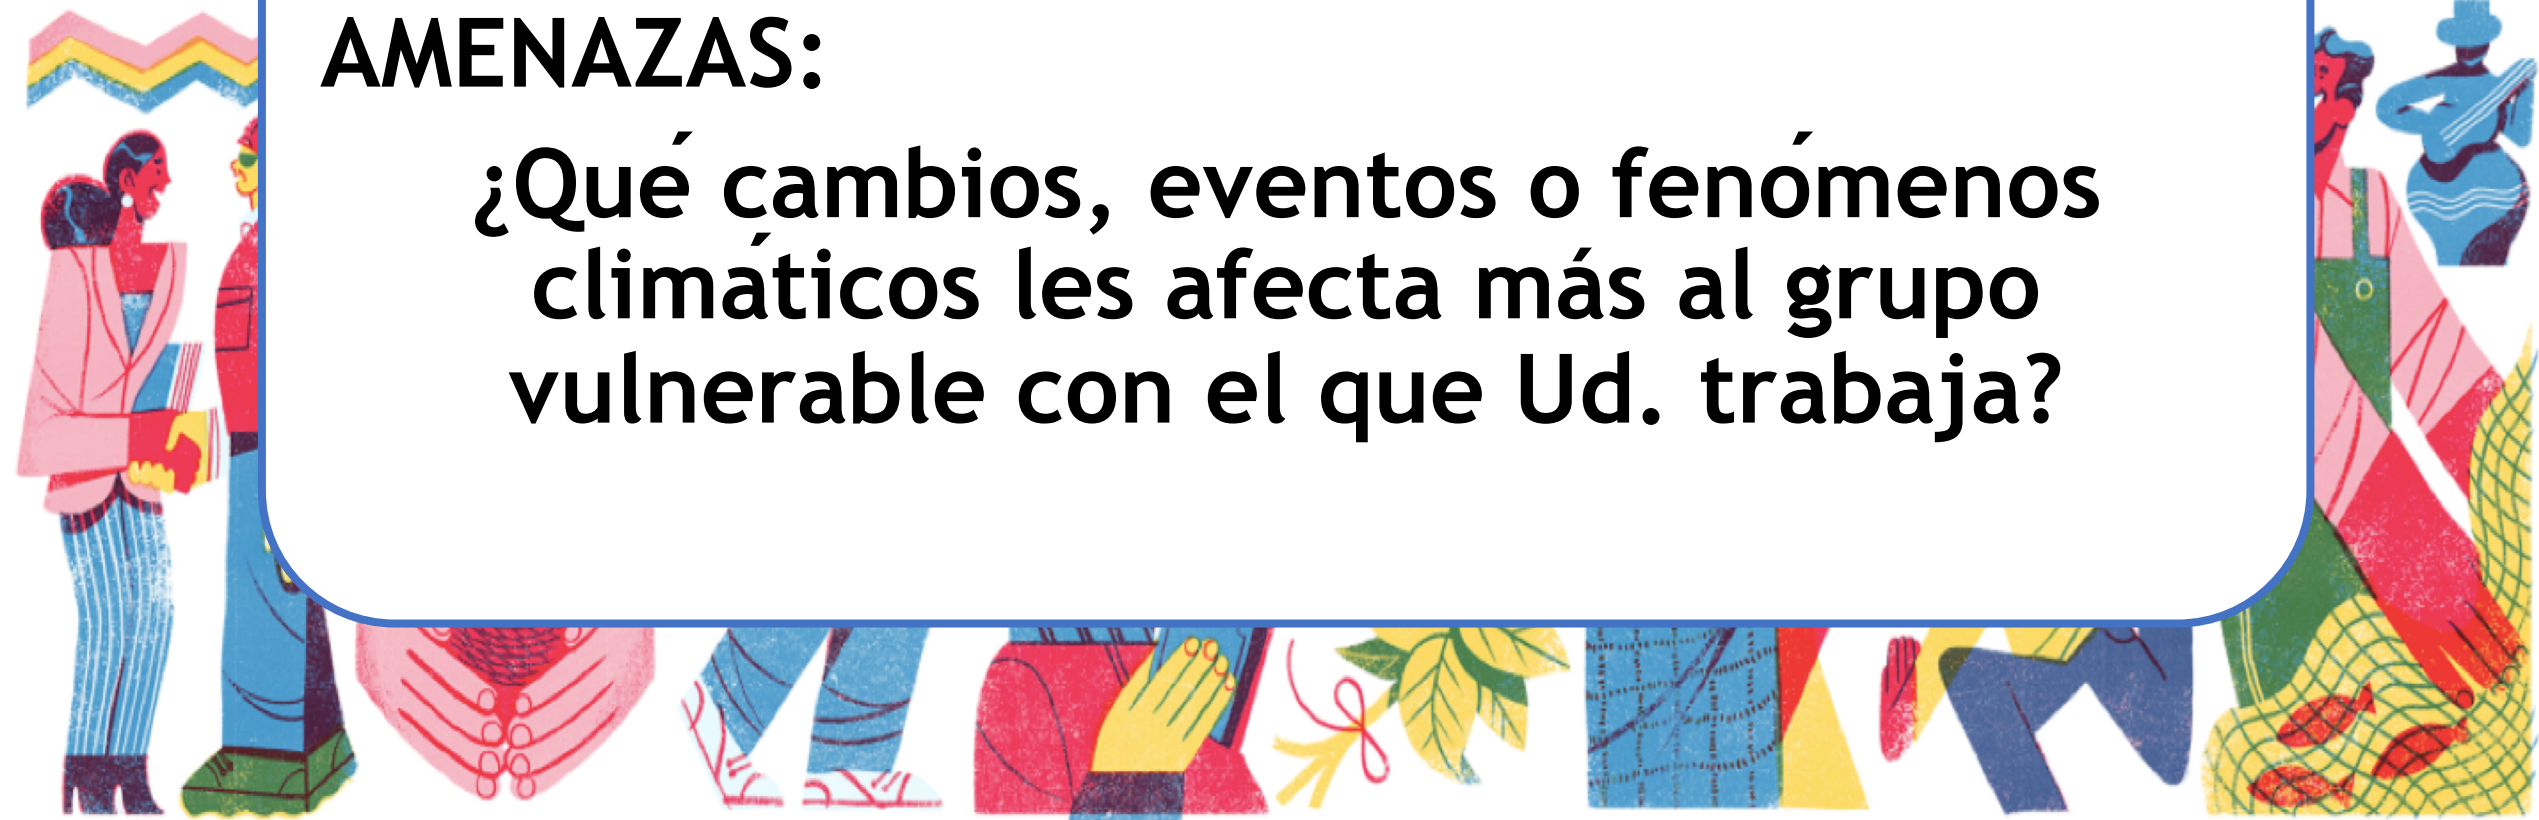 AMENAZAS:
¿Qué cambios, eventos o fenómenos
climáticos les afecta más al grupo
vulnerable con el que Ud. trabaja?